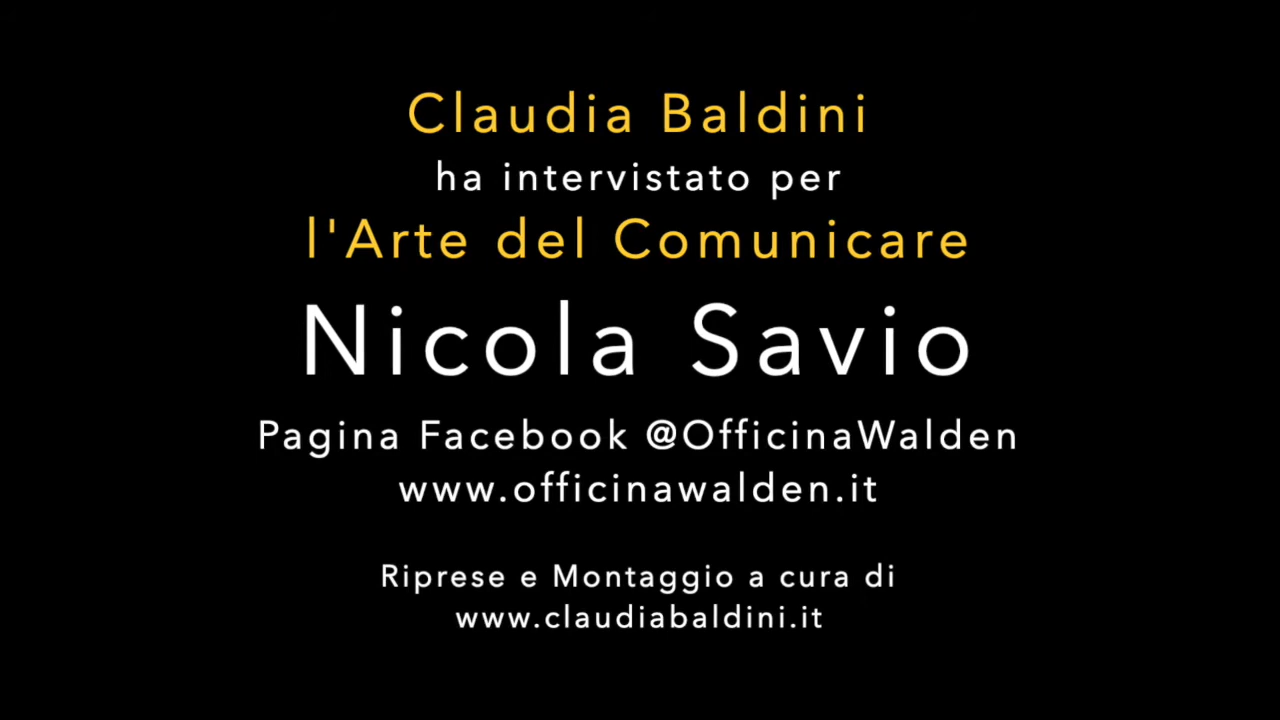 Claudia Baldini
ha intervistato per
l'Arte del Comunicare
Nicola Savio
Pagina Facebook @OfficinaWalden
www.officinawalden.it
Riprese e Montaggio a cura di
www.claudiabaldini.it